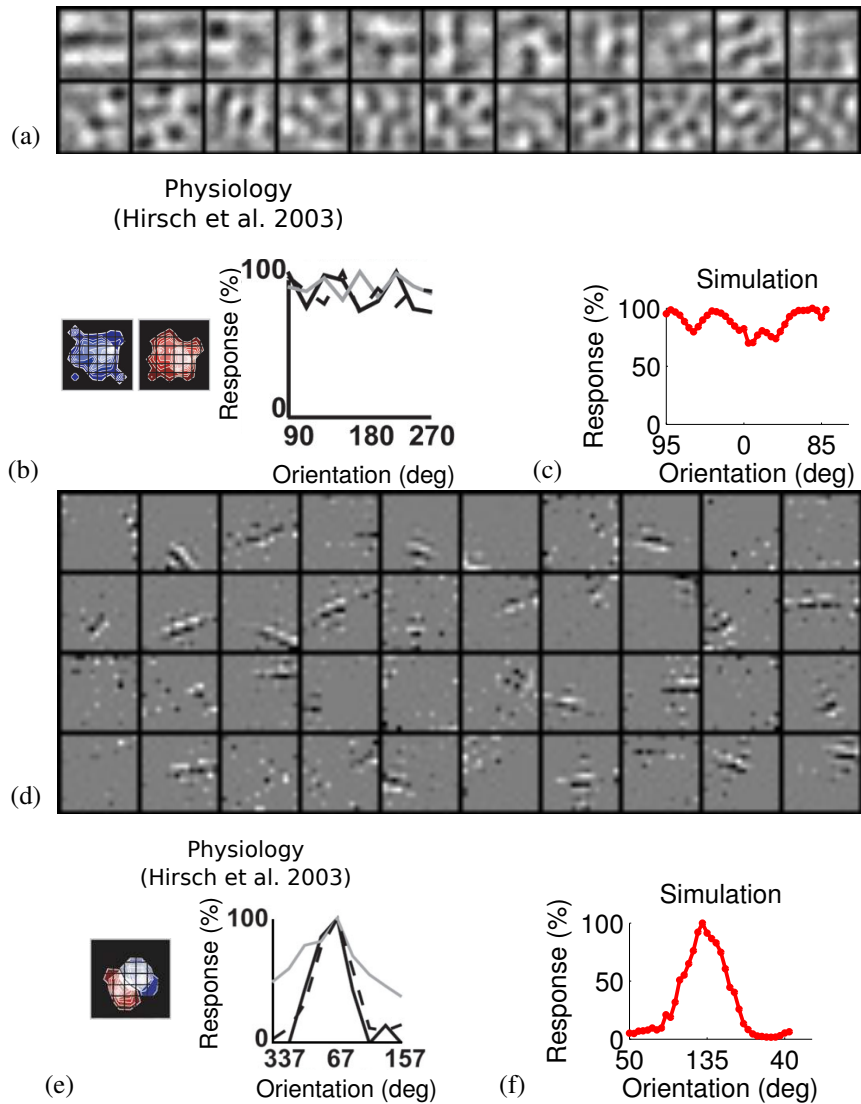 (a)
Physiology
(Hirsch et al. 2003)
Response (%)
100
0
90 180 270
Orientation (deg)
(b)
Simulation
Response (%)
100
50
0
95 0 85
Orientation (deg)
(c)
(d)
Physiology
(Hirsch et al. 2003)
Response (%)
100
0
337 67 157
Orientation (deg)
(e)
Simulation
Response (%)
100
50
0
50 135 40
Orientation (deg)
(f)